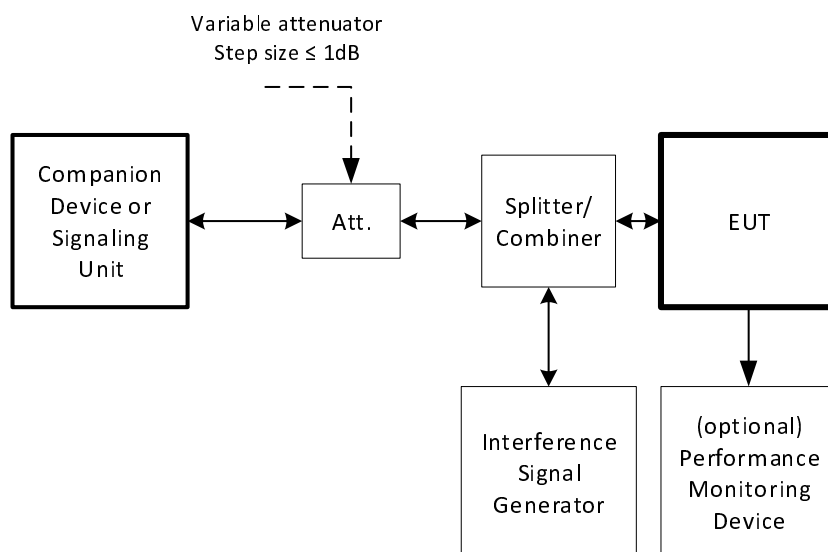 Variable attenuator
Step size ≤ 1dB
Companion
Device or
Signaling
Unit
Att.
Splitter/
Combiner
EUT
Interference
Signal
Generator
(optional)
Performance
Monitoring
Device